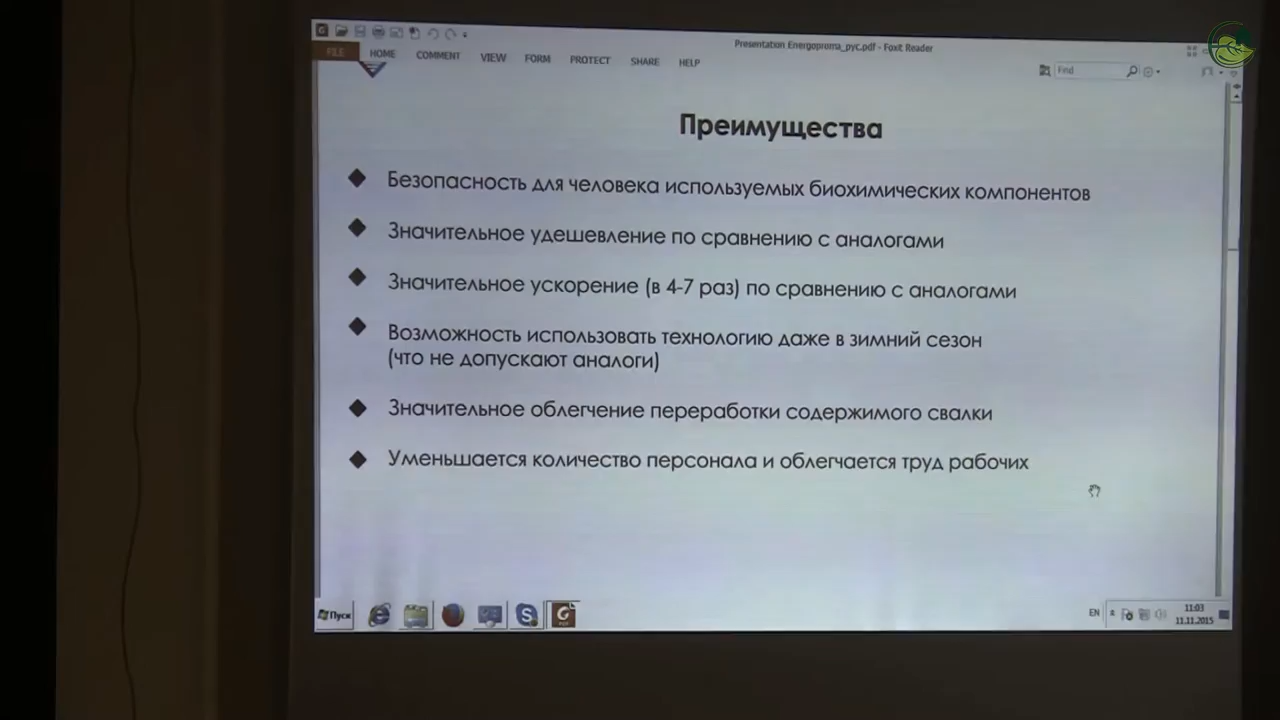 Presentation Energoproma_рус.pdf - Foxit Reader
FILE HOME COMMENT VIEW FORM PROTECT SHARE HELP
Find
Преимущества
Безопасность для человека используемых биохимических компонентов
Значительное удешевление по сравнению с аналогами
Значительное ускорение (в 4-7 раз) по сравнению с аналогами
Возможность использовать технологию даже в зимний сезон
(что не допускают аналоги)
Значительное облегчение переработки содержимого свалки
Уменьшается количество персонала и облегчается труд рабочих
Пуск
EN
11:03
11.11.2015